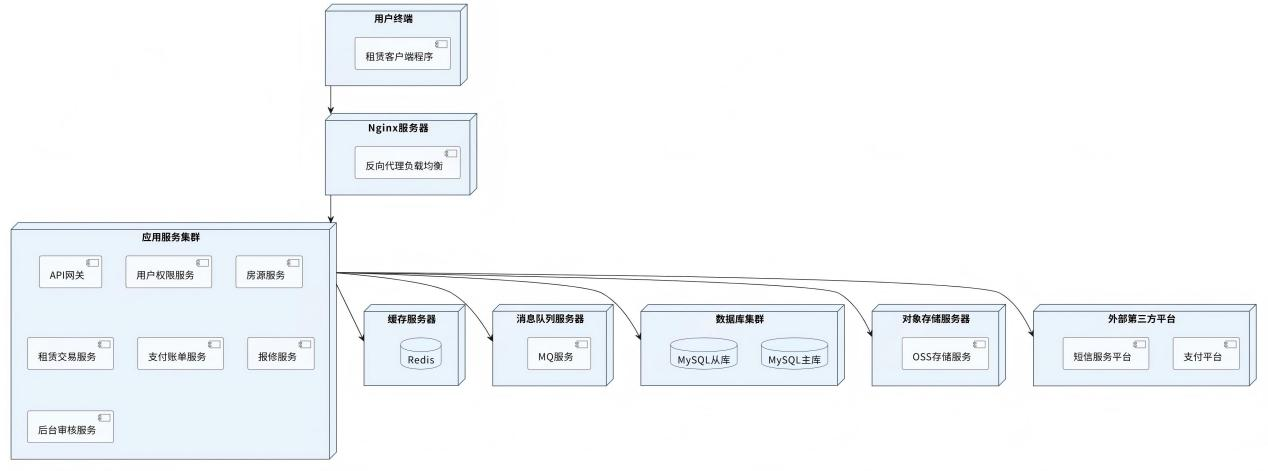 用户终端
租赁客户端程序
Nginx服务器
反向代理负载均衡
应用服务集群
API网关
用户权限服务
房源服务
租赁交易服务
支付账单服务
报修服务
后台审核服务
缓存服务器
Redis
消息队列服务器
MQ服务
数据库集群
MySQL从库
MySQL主库
对象存储服务器
OSS存储服务
外部第三方平台
短信服务平台
支付平台